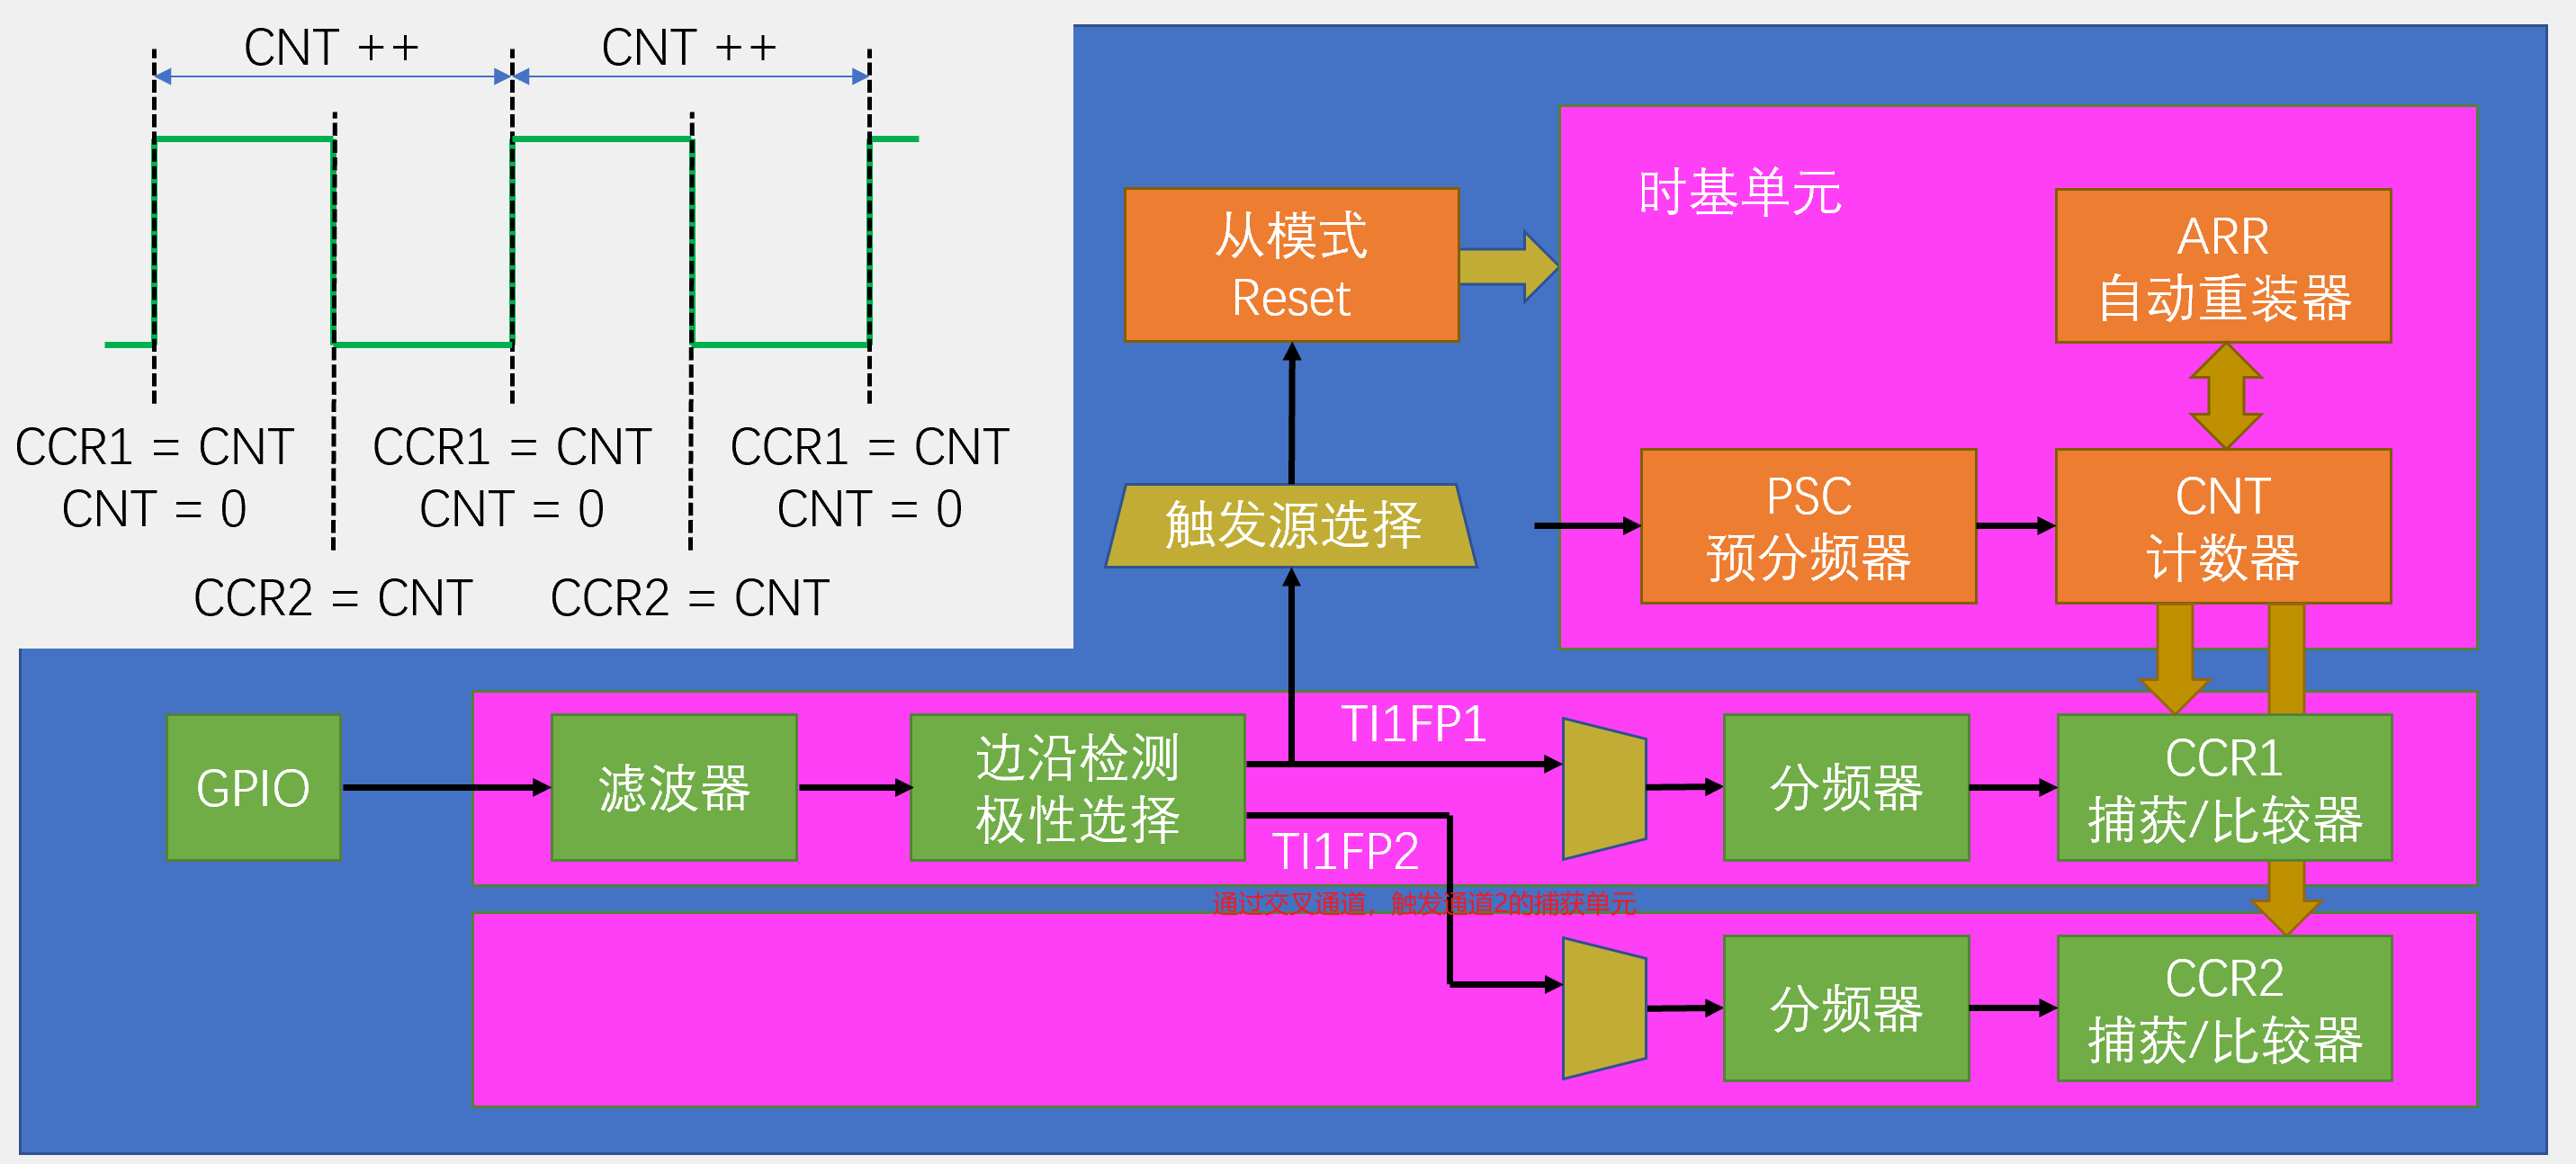 CNT ++
CNT ++
CCR1 = CNT
CNT = 0
CCR1 = CNT
CNT = 0
CCR1 = CNT
CNT = 0
CCR2 = CNT
CCR2 = CNT
从模式
Reset
时基单元
ARR
自动重装器
触发源选择
PSC
预分频器
CNT
计数器
GPIO
滤波器
边沿检测
极性选择
TI1FP1
TI1FP2
分频器
CCR1
捕获/比较器
通过交叉通道，触发通道2的捕获单元
分频器
CCR2
捕获/比较器